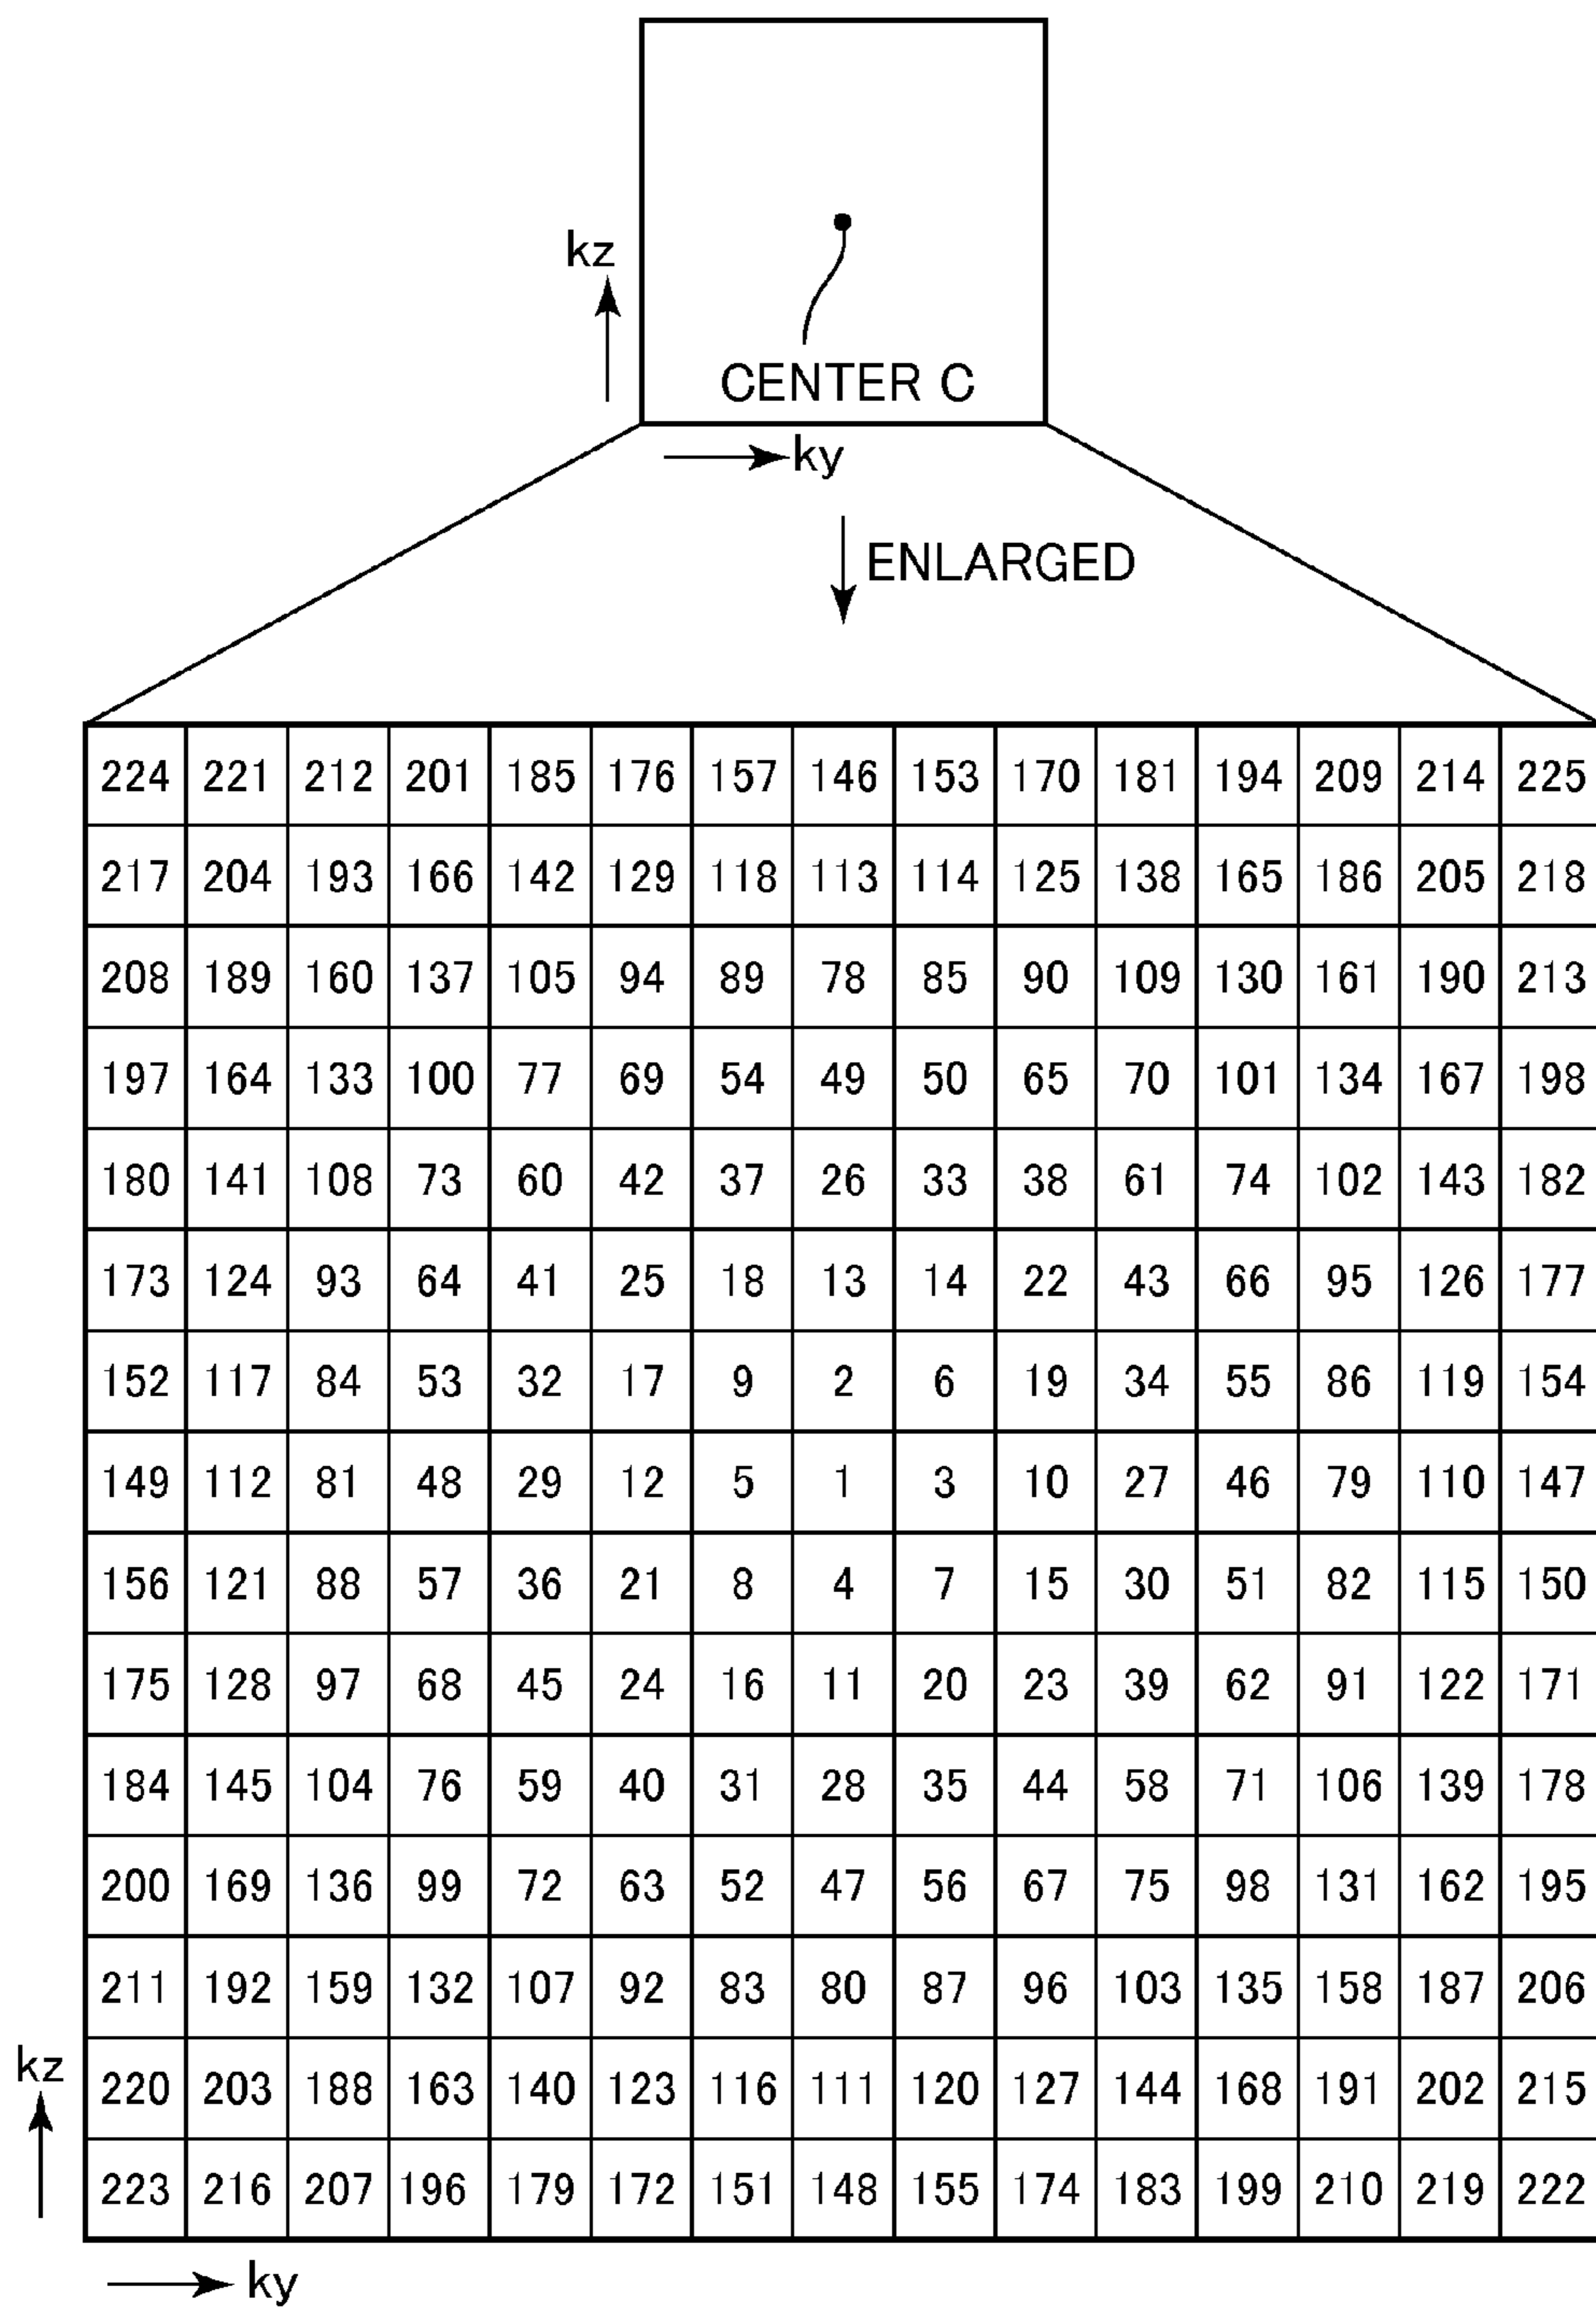 kz
CENTER C
ky
ENLARGED
224 221 212 201 185 176 157 146 153 170 181 194 209 214 225
217 204 193 166 142 129 118 113 114 125 138 165 186 205 218
208 189 160 137 105 94 89 78 85 90 109 130 161 190 213
197 164 133 100 77 69 54 49 50 65 70 101 134 167 198
180 141 108 73 60 42 37 26 33 38 61 74 102 143 182
173 124 93 64 41 25 18 13 14 22 43 66 95 126 177
152 117 84 53 32 17 9 2 6 19 34 55 86 119 154
149 112 81 48 29 12 5 1 3 10 27 46 79 110 147
156 121 88 57 36 21 8 4 7 15 30 51 82 115 150
175 128 97 68 45 24 16 11 20 23 39 62 91 122 171
184 145 104 76 59 40 31 28 35 44 58 71 106 139 178
200 169 136 99 72 63 52 47 56 67 75 98 131 162 195
211 192 159 132 107 92 83 80 87 96 103 135 158 187 206
kz
220 203 188 163 140 123 116 111 120 127 144 168 191 202 215
223 216 207 196 179 172 151 148 155 174 183 199 210 219 222
ky